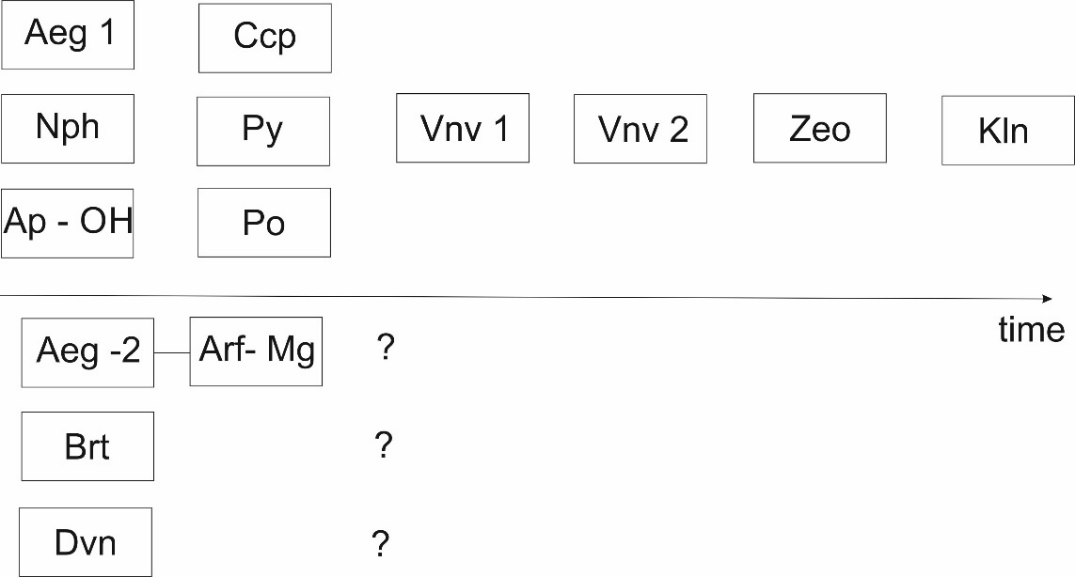 Aeg 1 Ccp
Nph Py Vnv 1 Vnv 2 Zeo Kln
Ap - OH Po
time
Aeg -2 Arf- Mg ?
Brt ?
Dvn ?